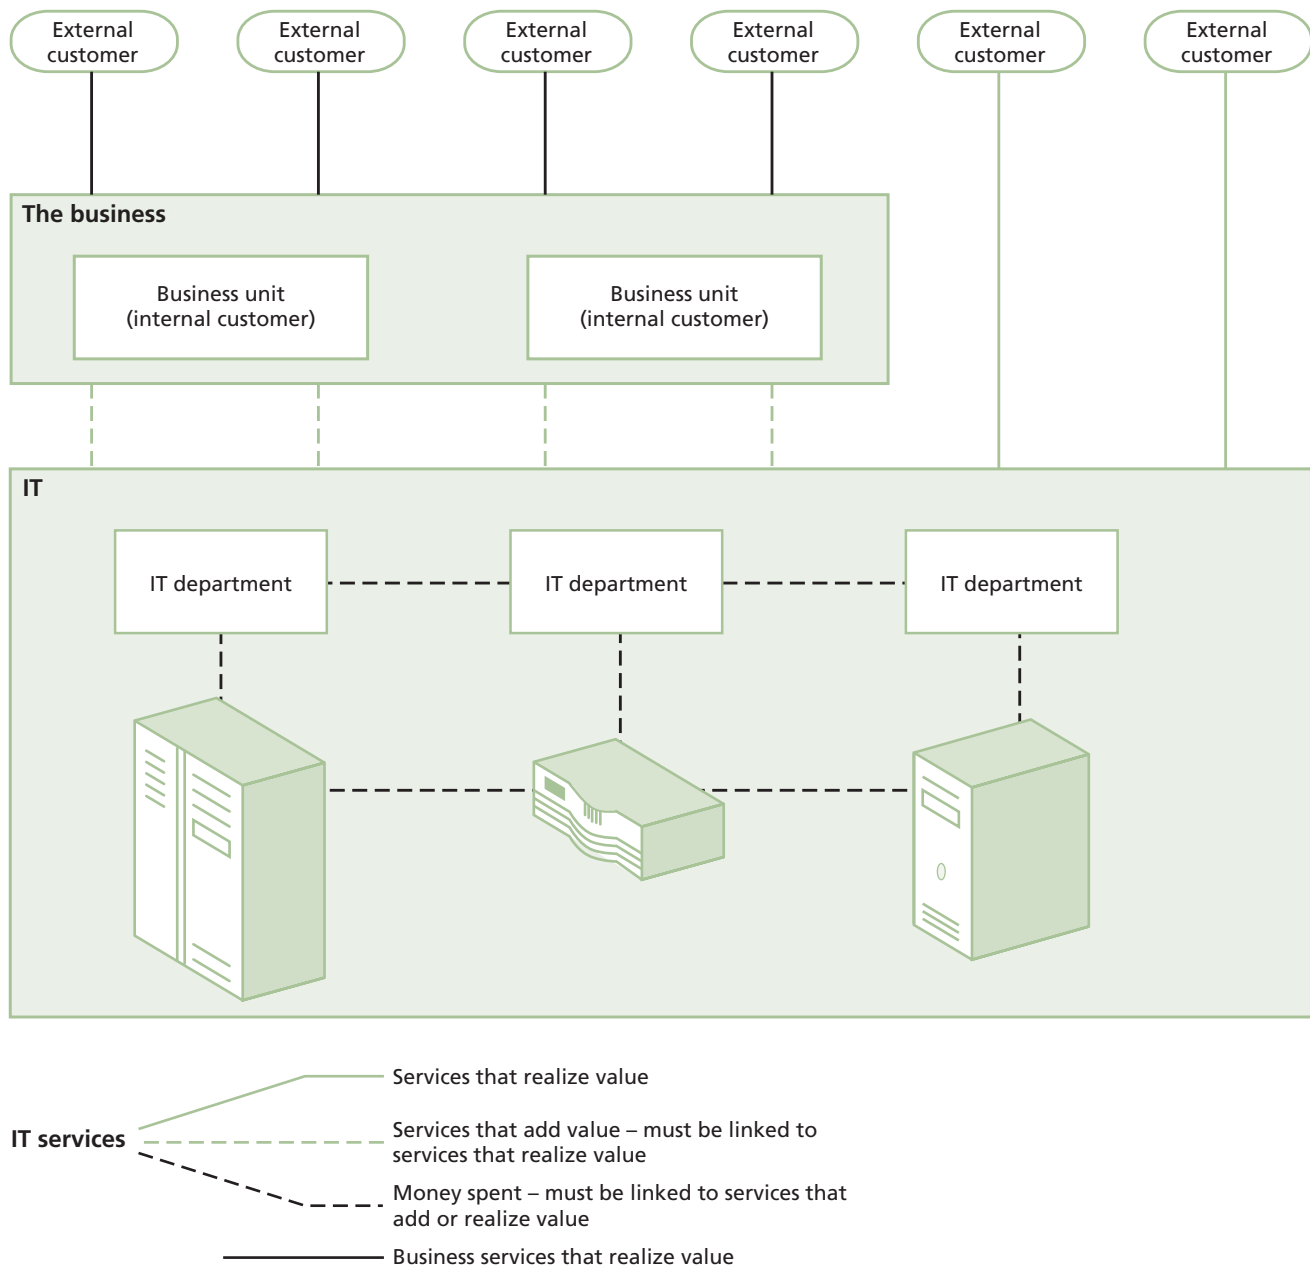 External
customer
External
customer
External
customer
External
customer
External
customer
External
customer
The business
Business unit
(internal customer)
Business unit
(internal customer)
IT
IT department
IT department
IT department
Services that realize value
IT services
Services that add value – must be linked to
services that realize value
Money spent – must be linked to services that
add or realize value
Business services that realize value